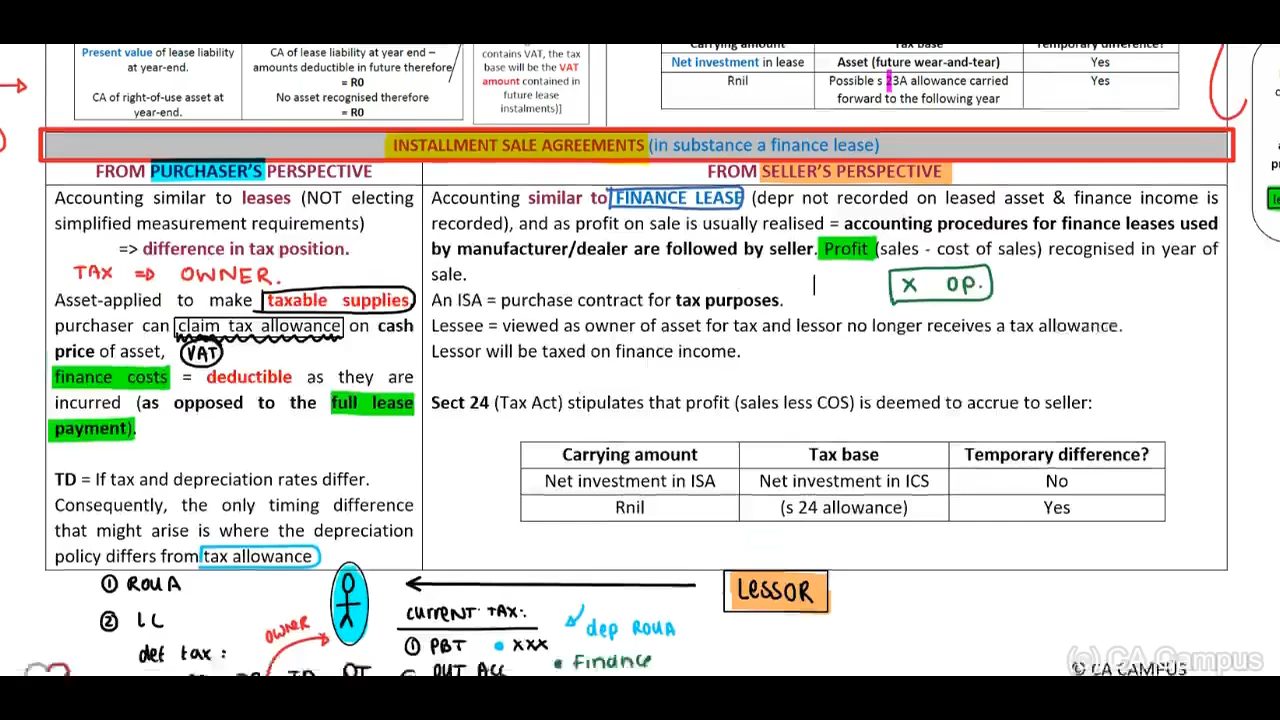 Present value of lease liability
at year-end.
CA of right-of-use asset at
year-end.
CA of lease liability at year end –
amounts deductible in future therefore
= R0
No asset recognised therefore
= R0
contains VAT, the tax
base will be the VAT
amount contained in
future lease
instalments)]
Carrying amount Tax base Temporary difference?
Net investment in lease Asset (future wear-and-tear) Yes
Rnil Possible s 23A allowance carried
forward to the following year Yes
INSTALLMENT SALE AGREEMENTS (in substance a finance lease)
FROM PURCHASER'S PERSPECTIVE
Accounting similar to leases (NOT electing
simplified measurement requirements)
=> difference in tax position.
TAX ⇒ OWNER.
Asset-applied to make taxable supplies
purchaser can claim tax allowance on cash
price of asset, VAT
finance costs = deductible as they are
incurred (as opposed to the full lease
payment).
TD = If tax and depreciation rates differ.
Consequently, the only timing difference
that might arise is where the depreciation
policy differs from tax allowance
FROM SELLER'S PERSPECTIVE
Accounting similar to FINANCE LEASE (depr not recorded on leased asset & finance income is
recorded), and as profit on sale is usually realised = accounting procedures for finance leases used
by manufacturer/dealer are followed by seller. Profit (sales - cost of sales) recognised in year of
sale.
X OP.
An ISA = purchase contract for tax purposes.
Lessee = viewed as owner of asset for tax and lessor no longer receives a tax allowance.
Lessor will be taxed on finance income.
Sect 24 (Tax Act) stipulates that profit (sales less COS) is deemed to accrue to seller:
Carrying amount Tax base Temporary difference?
Net investment in ISA Net investment in ICS No
Rnil (s 24 allowance) Yes
① ROUA
② LC
def tax:
OWNER
LESSOR
current tax:
① PBT • xxx
dep ROUA
• Finance
© CA CAMPUS
© CA Campus